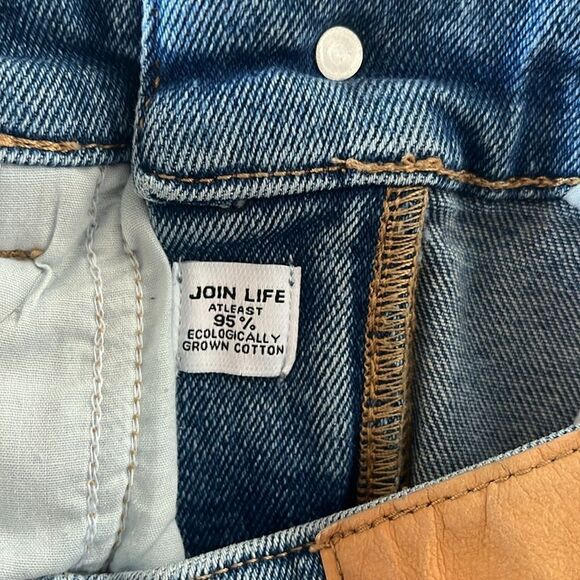 JOIN LIFE
ATLEAST
95%
ECOLOGICALLY
GROWN COTTON